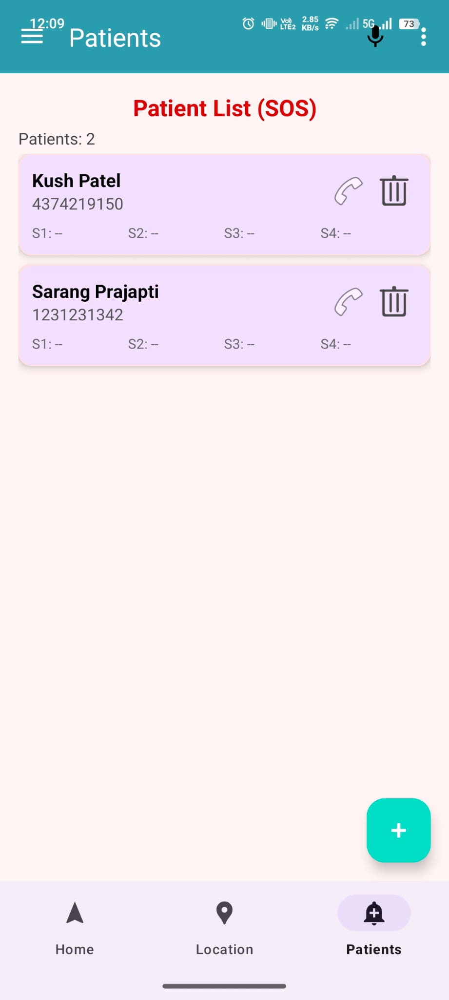 12:09 Vo) LTE2 2.85 KB/s 5G 73
Patients
Patient List (SOS)
Patients: 2
Kush Patel
4374219150
S1: -- S2: -- S3: -- S4: --
Sarang Prajapti
1231231342
S1: -- S2: -- S3: -- S4: --
+
Home Location Patients